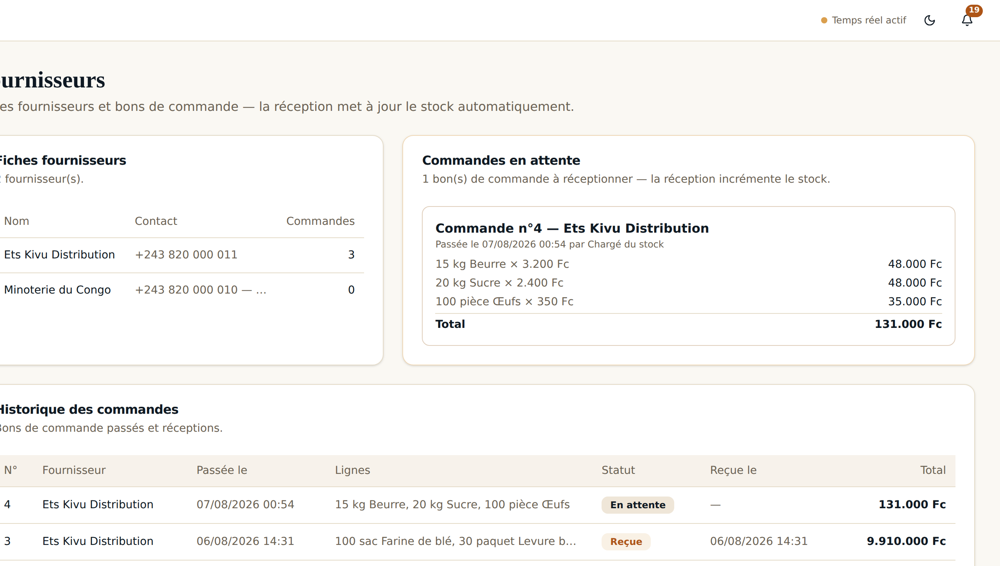 Temps réel actif
19
urnisseurs
es fournisseurs et bons de commande — la réception met à jour le stock automatiquement.
Fiches fournisseurs
fournisseur(s).
Nom Contact Commandes
Ets Kivu Distribution +243 820 000 011 3
Minoterie du Congo +243 820 000 010 — … 0
Commandes en attente
1 bon(s) de commande à réceptionner — la réception incrémente le stock.
Commande n°4 — Ets Kivu Distribution
Passée le 07/08/2026 00:54 par Chargé du stock
15 kg Beurre × 3.200 Fc 48.000 Fc
20 kg Sucre × 2.400 Fc 48.000 Fc
100 pièce Œufs × 350 Fc 35.000 Fc
Total 131.000 Fc
Historique des commandes
Bons de commande passés et réceptions.
N° Fournisseur Passée le Lignes Statut Reçue le Total
4 Ets Kivu Distribution 07/08/2026 00:54 15 kg Beurre, 20 kg Sucre, 100 pièce Œufs En attente — 131.000 Fc
3 Ets Kivu Distribution 06/08/2026 14:31 100 sac Farine de blé, 30 paquet Levure b… Reçue 06/08/2026 14:31 9.910.000 Fc